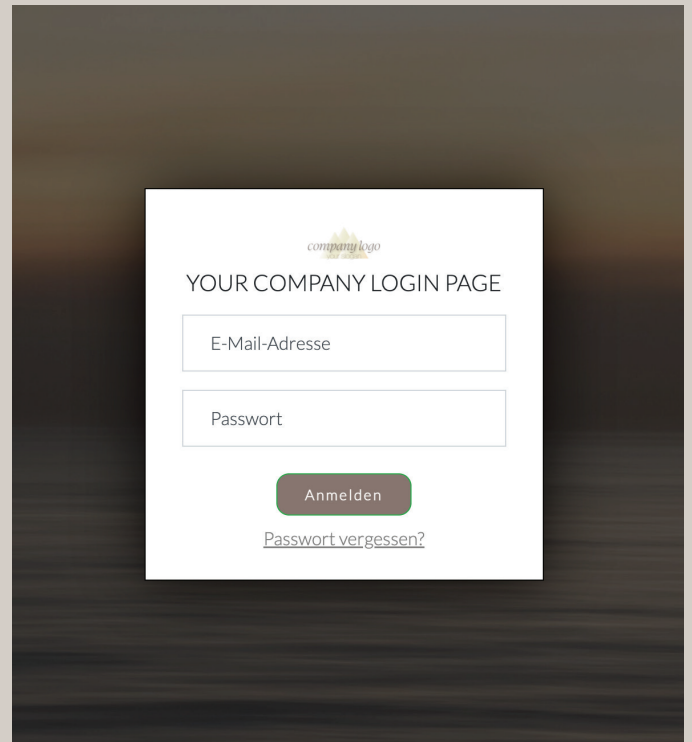 company logo
YOUR COMPANY LOGIN PAGE
E-Mail-Adresse
Passwort
Anmelden
Passwort vergessen?